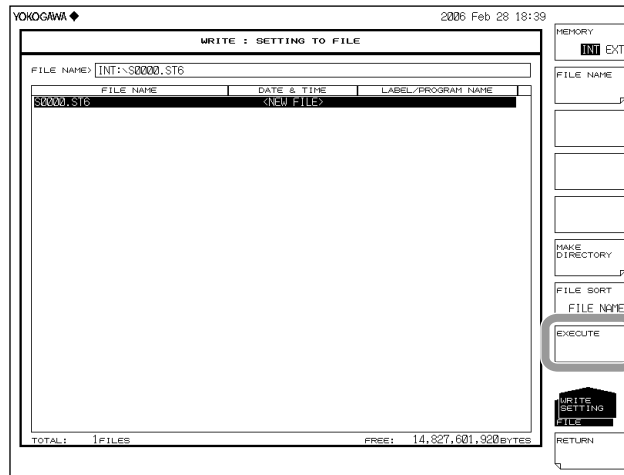 YOKOGAWA ◆ 2006 Feb 28 18:39
WRITE : SETTING TO FILE
FILE NAME> INT:\S0000.ST6
FILE NAME DATE & TIME LABEL/PROGRAM NAME
S0000.ST6 <NEW FILE>
TOTAL: 1FILES FREE: 14,827,601,920BYTES
MEMORY
INT EXT
FILE NAME
MAKE
DIRECTORY
FILE SORT
FILE NAME
EXECUTE
WRITE
SETTING
FILE
RETURN